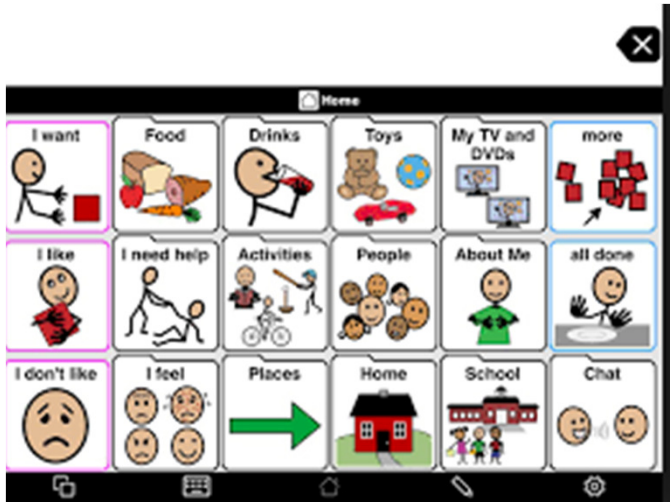 Home
I want
Food
Drinks
Toys
My TV and
DVDs
more
I like
I need help
Activities
People
About Me
all done
I don't like
I feel
Places
Home
School
Chat